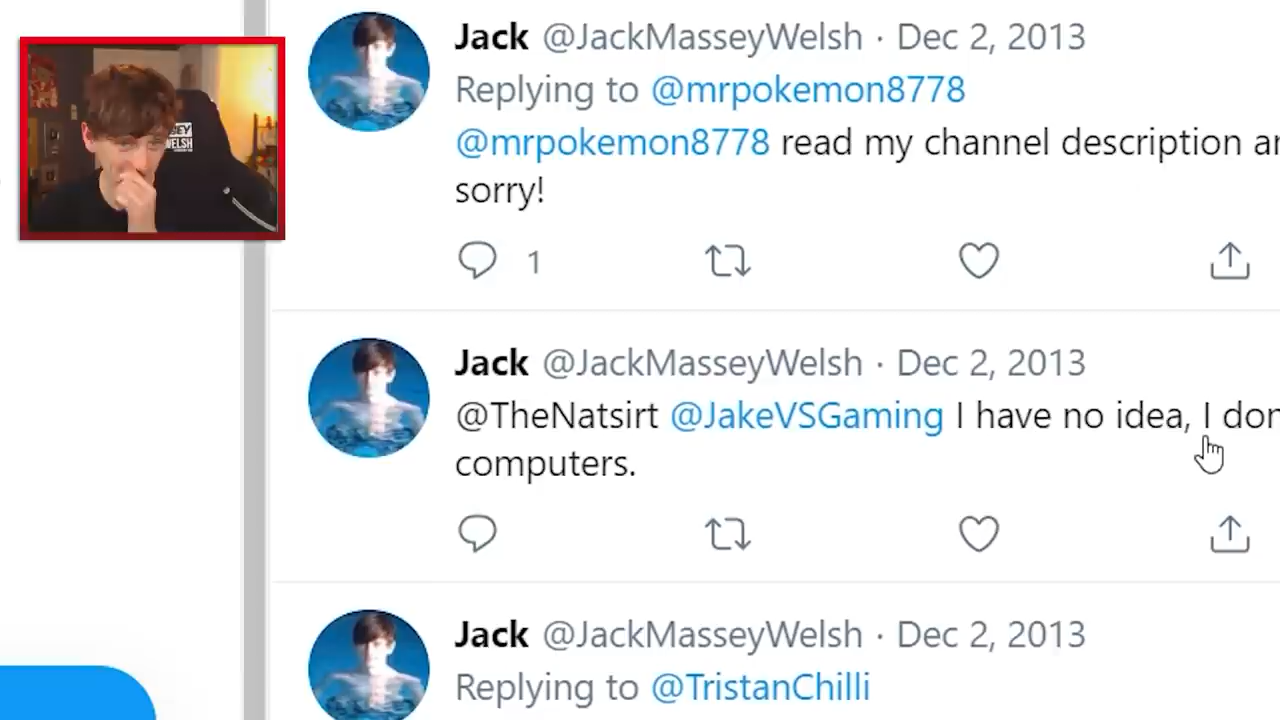 Jack @JackMasseyWelsh · Dec 2, 2013
Replying to @mrpokemon8778
@mrpokemon8778 read my channel description
sorry!
1
Jack @JackMasseyWelsh · Dec 2, 2013
@TheNatsirt @JakeVSGaming I have no idea, I
computers.
Jack @JackMasseyWelsh · Dec 2, 2013
Replying to @TristanChilli
WELSH